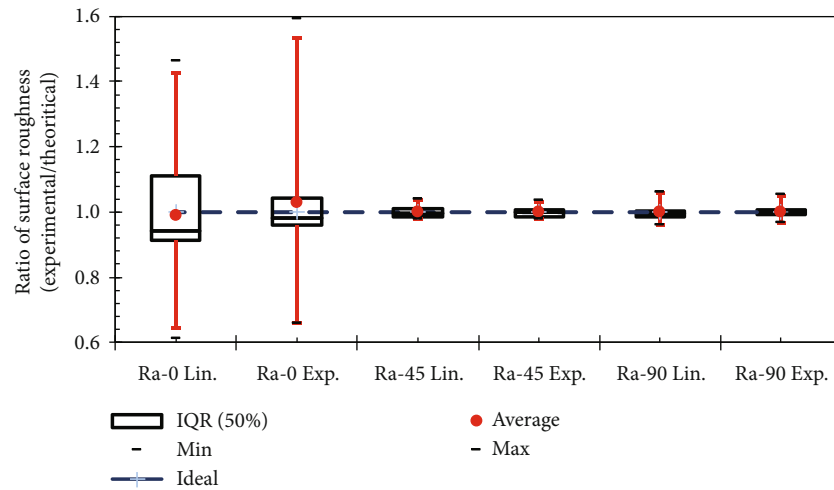 Ratio of surface roughness
(experimental/theoritical)
1.6
1.4
1.2
1.0
0.8
0.6
Ra-0 Lin. Ra-0 Exp. Ra-45 Lin. Ra-45 Exp. Ra-90 Lin. Ra-90 Exp.
IQR (50%) Average
Min Max
Ideal